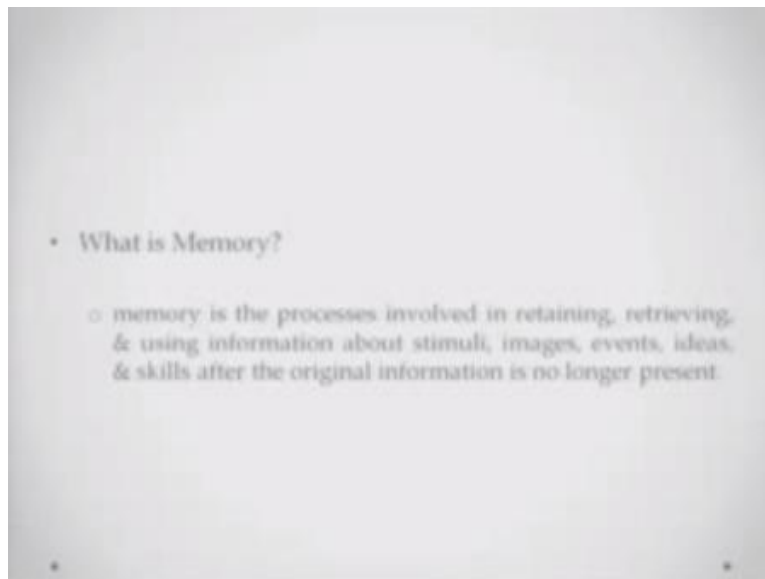 • What is Memory?
o memory is the processes involved in retaining, retrieving,
& using information about stimuli, images, events, ideas,
& skills after the original information is no longer present